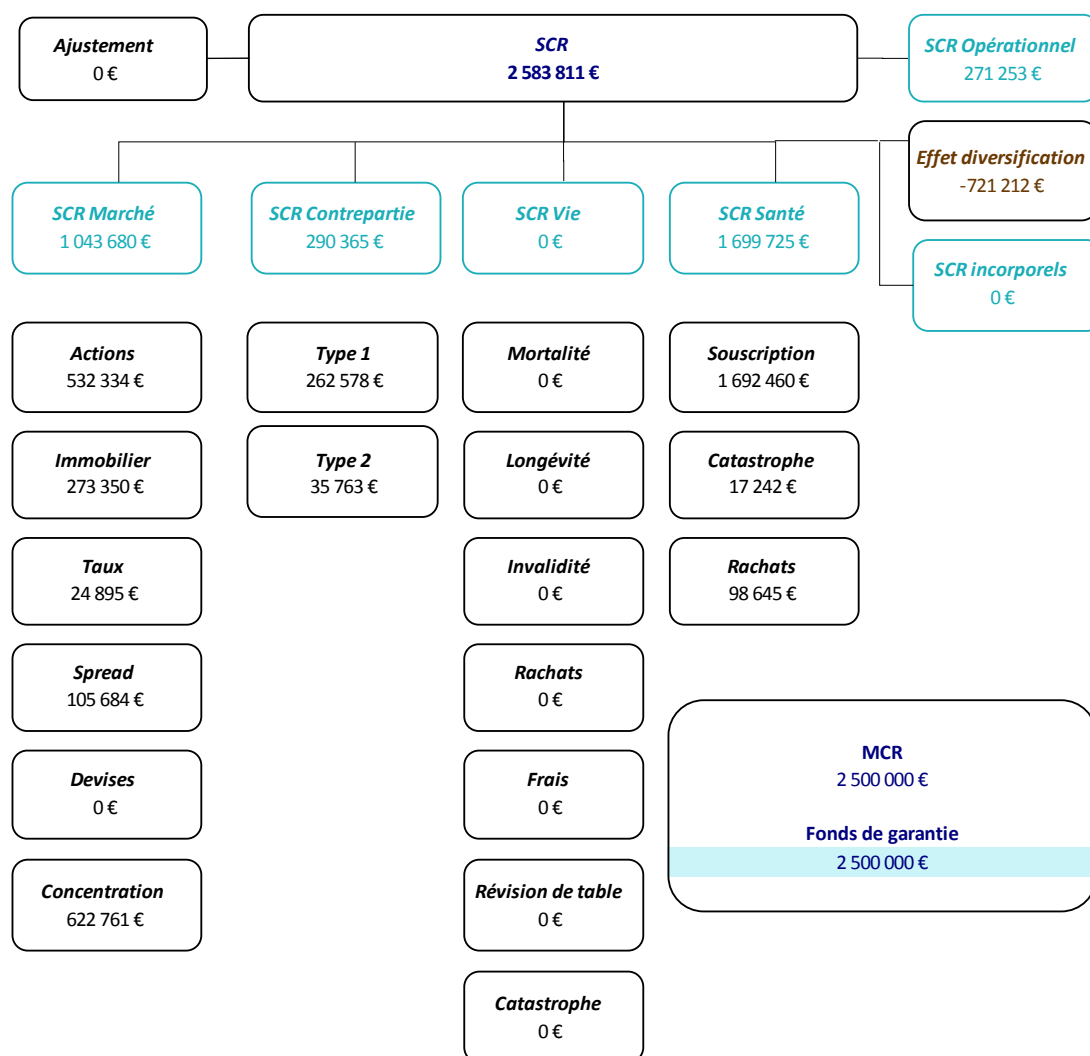 Ajustement
0 €
SCR
2 583 811 €
SCR Opérationnel
271 253 €
Effet diversification
-721 212 €
SCR Marché
1 043 680 €
SCR Contrepartie
290 365 €
SCR Vie
0 €
SCR Santé
1 699 725 €
SCR incorporels
0 €
Actions
532 334 €
Type 1
262 578 €
Mortalité
0 €
Souscription
1 692 460 €
Immobilier
273 350 €
Type 2
35 763 €
Longévité
0 €
Catastrophe
17 242 €
Taux
24 895 €
Invalidité
0 €
Rachats
98 645 €
Spread
105 684 €
Rachats
0 €
MCR
2 500 000 €
Devises
0 €
Frais
0 €
Fonds de garantie
2 500 000 €
Concentration
622 761 €
Révision de table
0 €
Catastrophe
0 €